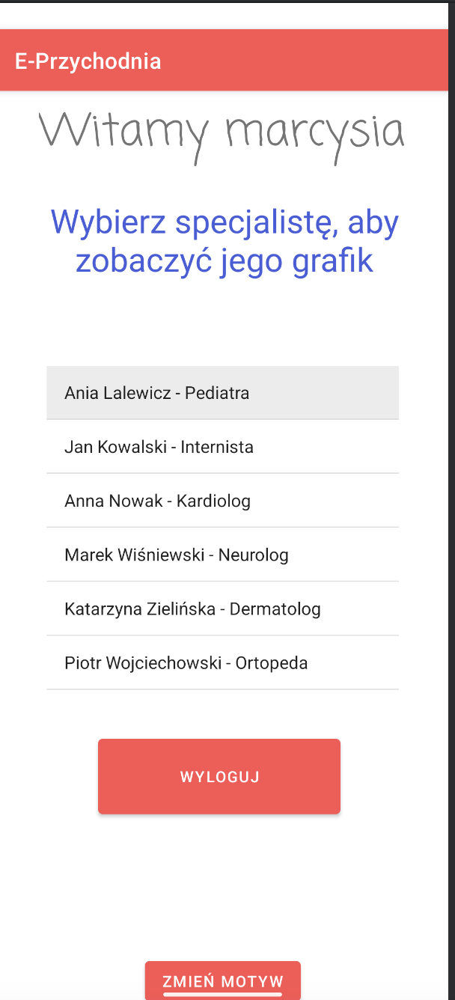 E-Przychodnia
Witamy marcysia
Wybierz specjalistę, aby
zobaczyć jego grafik
Ania Lalewicz - Pediatra
Jan Kowalski - Internista
Anna Nowak - Kardiolog
Marek Wiśniewski - Neurolog
Katarzyna Zielińska - Dermatolog
Piotr Wojciechowski - Ortopeda
WYLOGUJ
ZMIEŃ MOTYW